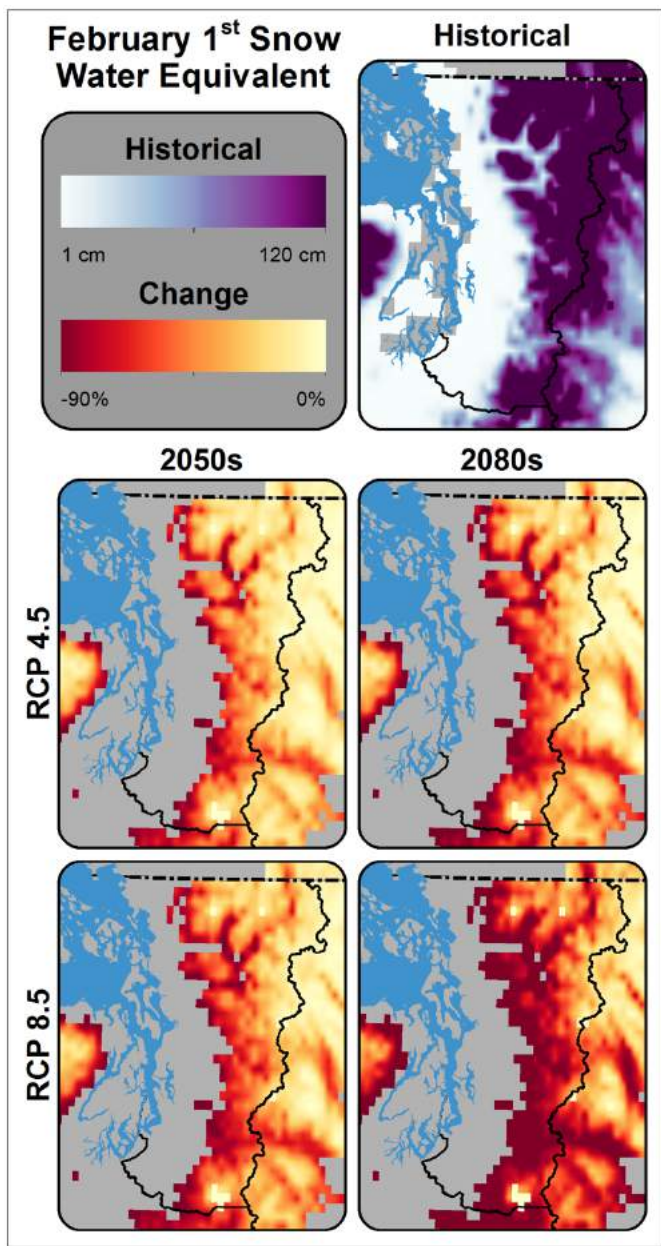 February 1st Snow
Water Equivalent
Historical
Historical
1 cm 120 cm
Change
-90% 0%
2050s 2080s
RCP 4.5
RCP 8.5